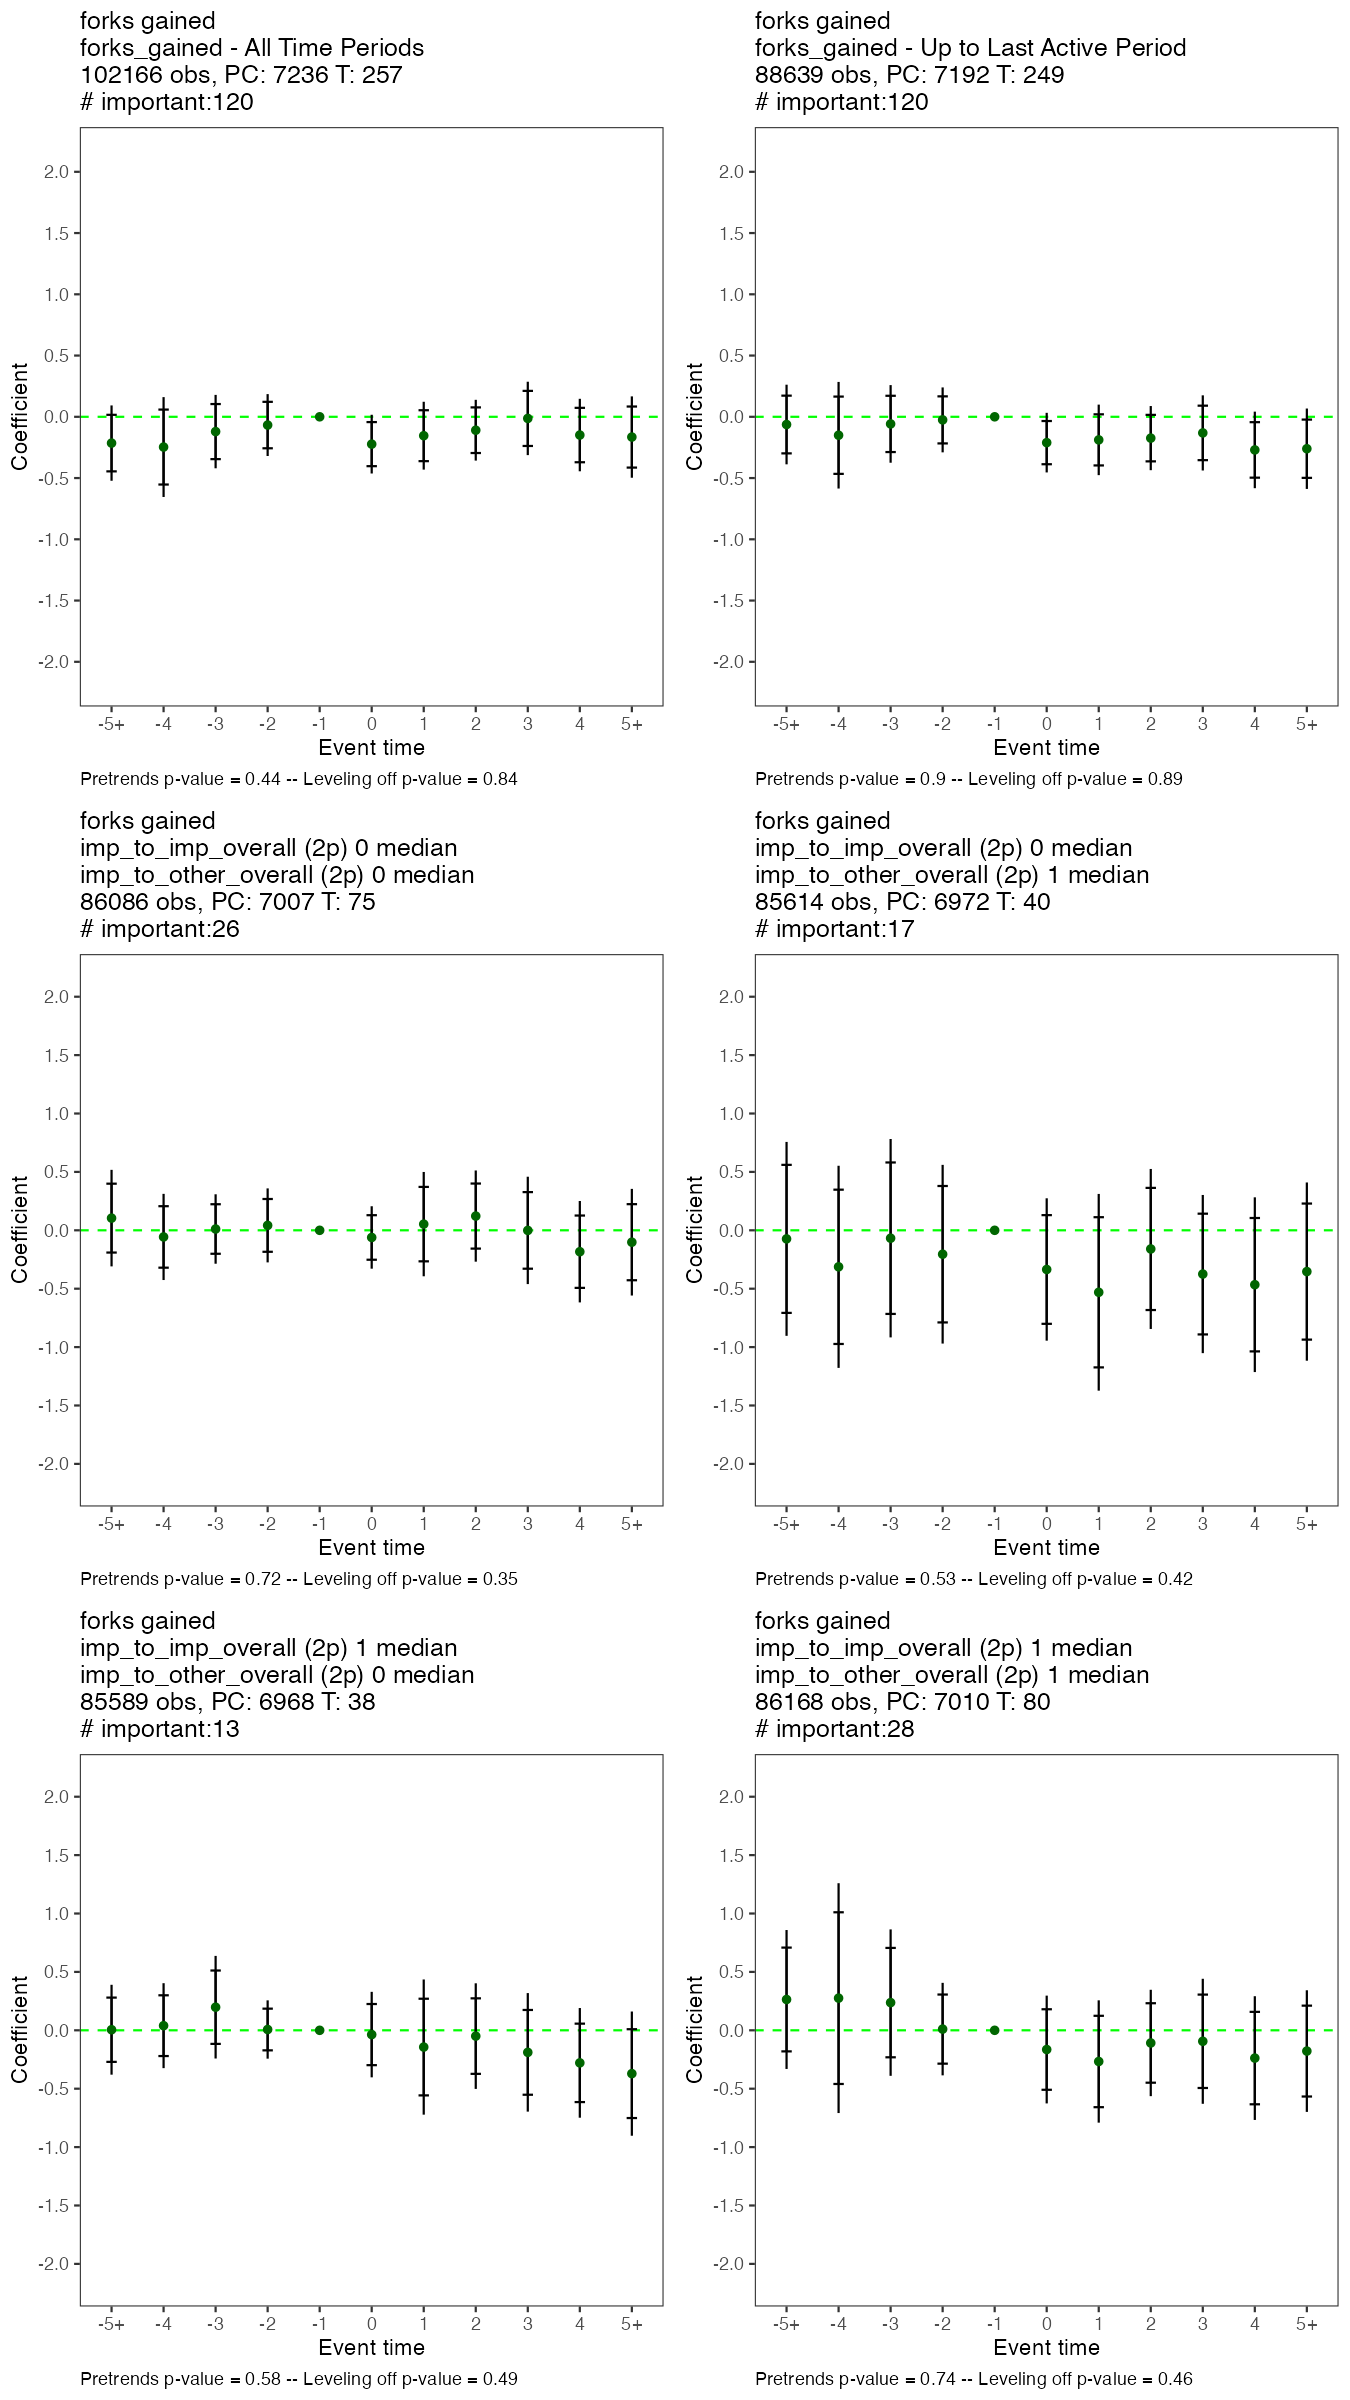 forks gained
forks_gained - All Time Periods
102166 obs, PC: 7236 T: 257
# important:120
2.0
1.5
1.0
0.5
0.0
-0.5
-1.0
-1.5
-2.0
Coefficient
-5+ -4 -3 -2 -1 0 1 2 3 4 5+
Event time
Pretrends p-value = 0.44 -- Leveling off p-value = 0.84
forks gained
forks_gained - Up to Last Active Period
88639 obs, PC: 7192 T: 249
# important:120
2.0
1.5
1.0
0.5
0.0
-0.5
-1.0
-1.5
-2.0
Coefficient
-5+ -4 -3 -2 -1 0 1 2 3 4 5+
Event time
Pretrends p-value = 0.9 -- Leveling off p-value = 0.89
forks gained
imp_to_imp_overall (2p) 0 median
imp_to_other_overall (2p) 0 median
86086 obs, PC: 7007 T: 75
# important:26
2.0
1.5
1.0
0.5
0.0
-0.5
-1.0
-1.5
-2.0
Coefficient
-5+ -4 -3 -2 -1 0 1 2 3 4 5+
Event time
Pretrends p-value = 0.72 -- Leveling off p-value = 0.35
forks gained
imp_to_imp_overall (2p) 0 median
imp_to_other_overall (2p) 1 median
85614 obs, PC: 6972 T: 40
# important:17
2.0
1.5
1.0
0.5
0.0
-0.5
-1.0
-1.5
-2.0
Coefficient
-5+ -4 -3 -2 -1 0 1 2 3 4 5+
Event time
Pretrends p-value = 0.53 -- Leveling off p-value = 0.42
forks gained
imp_to_imp_overall (2p) 1 median
imp_to_other_overall (2p) 0 median
85589 obs, PC: 6968 T: 38
# important:13
2.0
1.5
1.0
0.5
0.0
-0.5
-1.0
-1.5
-2.0
Coefficient
-5+ -4 -3 -2 -1 0 1 2 3 4 5+
Event time
Pretrends p-value = 0.58 -- Leveling off p-value = 0.49
forks gained
imp_to_imp_overall (2p) 1 median
imp_to_other_overall (2p) 1 median
86168 obs, PC: 7010 T: 80
# important:28
2.0
1.5
1.0
0.5
0.0
-0.5
-1.0
-1.5
-2.0
Coefficient
-5+ -4 -3 -2 -1 0 1 2 3 4 5+
Event time
Pretrends p-value = 0.74 -- Leveling off p-value = 0.46